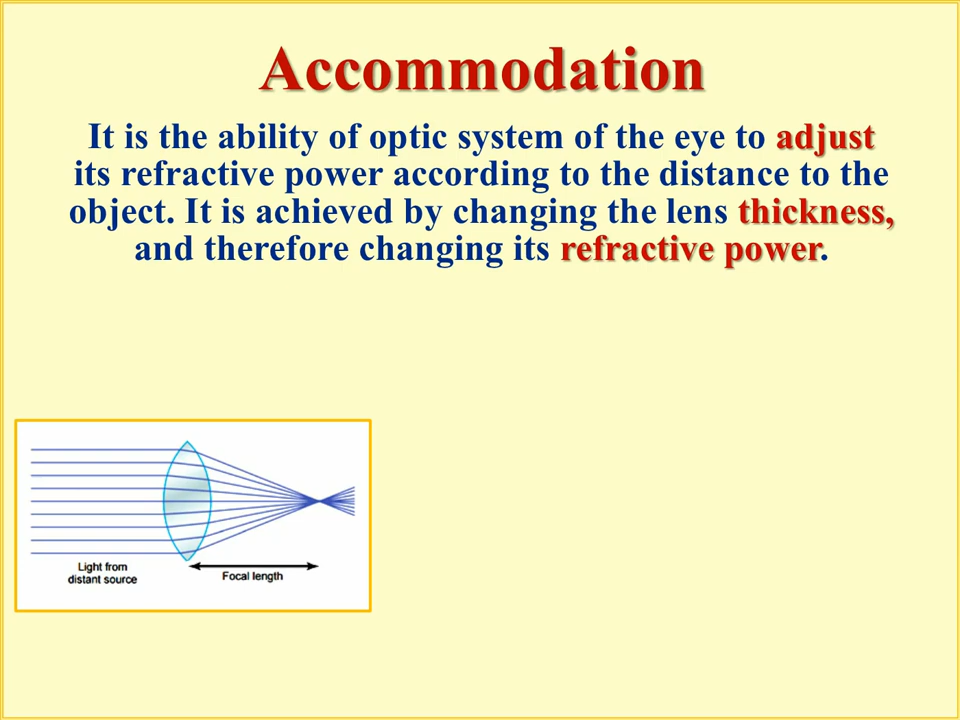 Accommodation
It is the ability of optic system of the eye to adjust
its refractive power according to the distance to the
object. It is achieved by changing the lens thickness,
and therefore changing its refractive power.
Light from
distant source
Focal length